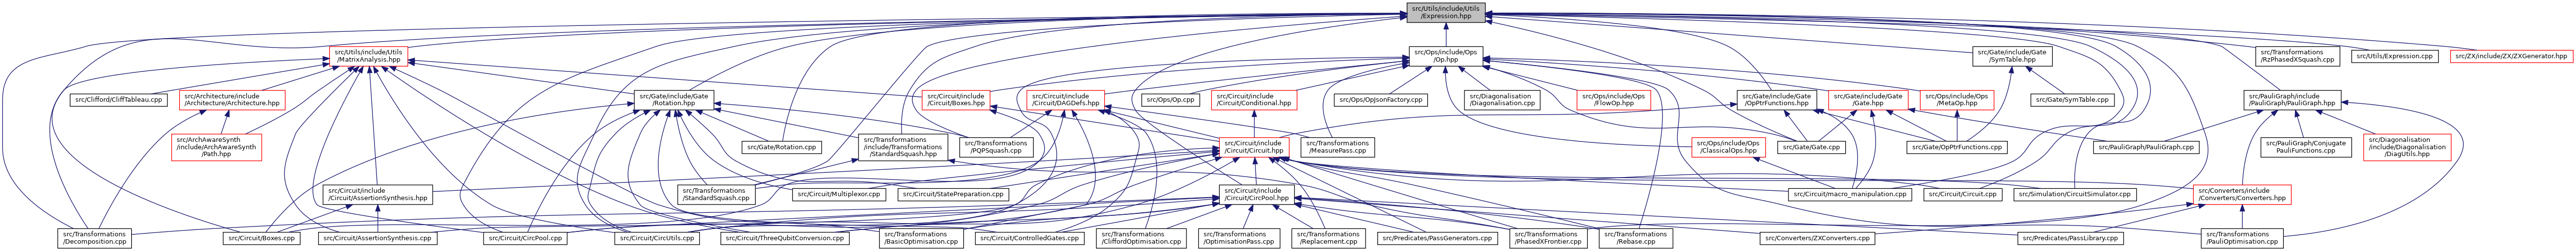 src/Utils/include/Utils
/Expression.hpp
src/Utils/include/Utils
/MatrixAnalysis.hpp
src/Ops/include/Ops
/Op.hpp
src/Gate/include/Gate
/SymTable.hpp
src/Transformations
/RzPhasedXSquash.cpp
src/Utils/Expression.cpp
src/ZX/include/ZX/ZXGenerator.hpp
src/Clifford/CliffTableau.cpp
src/Architecture/include
/Architecture/Architecture.hpp
src/Gate/include/Gate
/Rotation.hpp
src/Circuit/include
/Circuit/Boxes.hpp
src/Circuit/include
/Circuit/DAGDefs.hpp
src/Ops/Op.cpp
src/Circuit/include
/Circuit/Conditional.hpp
src/Ops/OpJsonFactory.cpp
src/Diagonalisation
/Diagonalisation.cpp
src/Ops/include/Ops
/FlowOp.hpp
src/Gate/include/Gate
/OpPtrFunctions.hpp
src/Gate/include/Gate
/Gate.hpp
src/Ops/include/Ops
/MetaOp.hpp
src/Gate/SymTable.cpp
src/PauliGraph/include
/PauliGraph/PauliGraph.hpp
src/ArchAwareSynth
/include/ArchAwareSynth
/Path.hpp
src/Gate/Rotation.cpp
src/Transformations
/include/Transformations
/StandardSquash.hpp
src/Transformations
/PQPSquash.cpp
src/Circuit/include
/Circuit/Circuit.hpp
src/Transformations
/MeasurePass.cpp
src/Ops/include/Ops
/ClassicalOps.hpp
src/Gate/Gate.cpp
src/Gate/OpPtrFunctions.cpp
src/PauliGraph/PauliGraph.cpp
src/PauliGraph/Conjugate
PauliFunctions.cpp
src/Diagonalisation
/include/Diagonalisation
/DiagUtils.hpp
src/Circuit/include
/Circuit/AssertionSynthesis.hpp
src/Transformations
/StandardSquash.cpp
src/Circuit/Multiplexor.cpp
src/Circuit/StatePreparation.cpp
src/Circuit/include
/Circuit/CircPool.hpp
src/Circuit/macro_manipulation.cpp
src/Circuit/Circuit.cpp
src/Simulation/CircuitSimulator.cpp
src/Converters/include
/Converters/Converters.hpp
src/Transformations
/Decomposition.cpp
src/Circuit/Boxes.cpp
src/Circuit/AssertionSynthesis.cpp
src/Circuit/CircPool.cpp
src/Circuit/CircUtils.cpp
src/Circuit/ThreeQubitConversion.cpp
src/Transformations
/BasicOptimisation.cpp
src/Circuit/ControlledGates.cpp
src/Transformations
/CliffordOptimisation.cpp
src/Transformations
/OptimisationPass.cpp
src/Transformations
/Replacement.cpp
src/Predicates/PassGenerators.cpp
src/Transformations
/PhasedXFrontier.cpp
src/Transformations
/Rebase.cpp
src/Converters/ZXConverters.cpp
src/Predicates/PassLibrary.cpp
src/Transformations
/PauliOptimisation.cpp